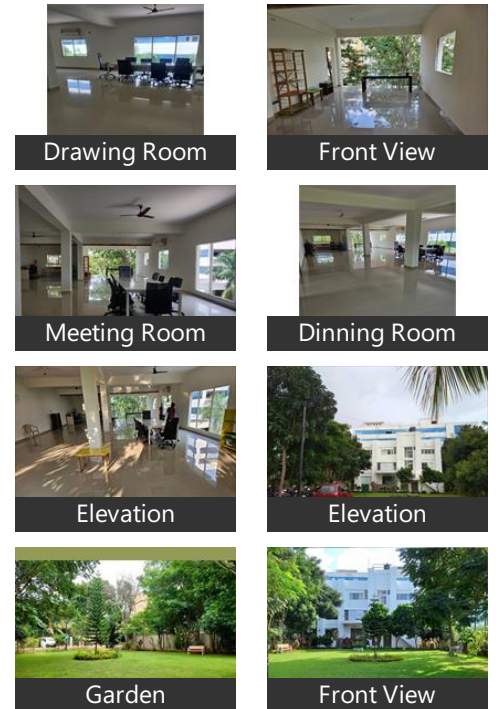 Drawing Room
Front View
Meeting Room
Dinning Room
Elevation
Elevation
Garden
Front View